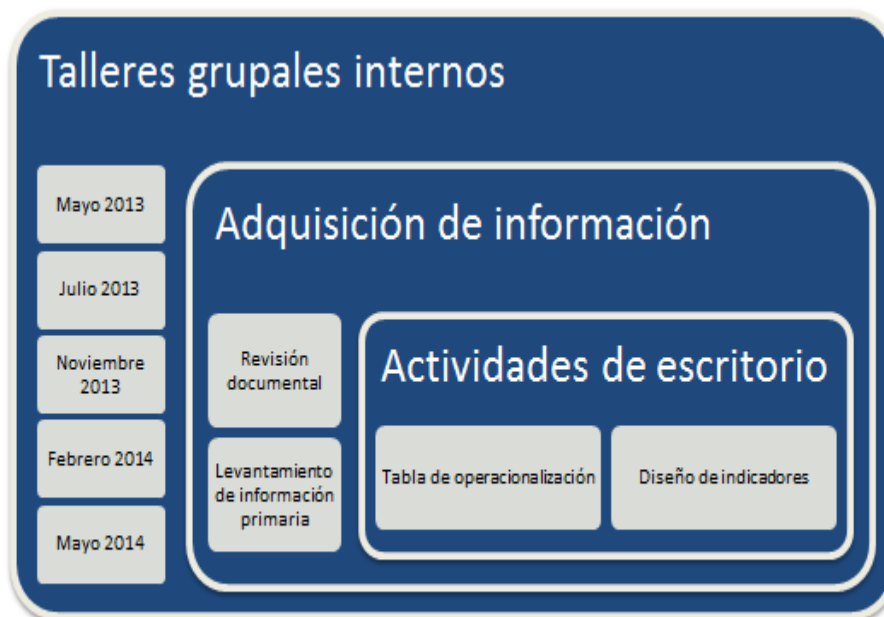 Talleres grupales internos
Mayo 2013
Julio 2013
Noviembre
2013
Febrero 2014
Mayo 2014
Adquisición de información
Revisión
documental
Levantamiento
de información
primaria
Actividades de escritorio
Tabla de operacionalización
Diseño de indicadores